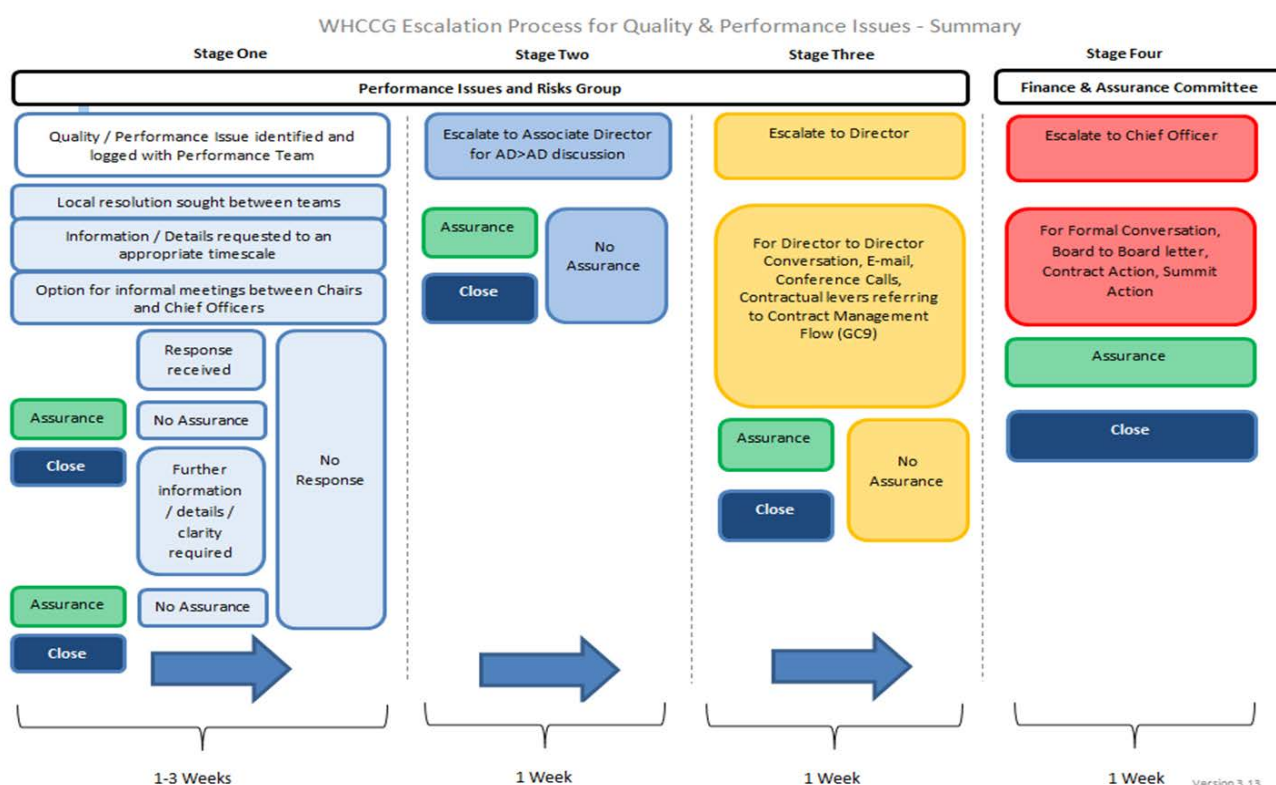 WHCCG Escalation Process for Quality & Performance Issues - Summary
Stage One
Stage Two
Stage Three
Stage Four
Performance Issues and Risks Group
Finance & Assurance Committee
Quality / Performance Issue identified and
logged with Performance Team
Local resolution sought between teams
Information / Details requested to an
appropriate timescale
Option for informal meetings between Chairs
and Chief Officers
Response
received
Assurance
No Assurance
Close
Further
information
/ details /
clarity
required
No
Response
Assurance
No Assurance
Close
1-3 Weeks
Escalate to Associate Director
for AD>AD discussion
Assurance
Close
No
Assurance
1 Week
Escalate to Director
For Director to Director
Conversation, E-mail,
Conference Calls,
Contractual levers referring
to Contract Management
Flow (GC9)
Assurance
Close
No
Assurance
1 Week
Escalate to Chief Officer
For Formal Conversation,
Board to Board letter,
Contract Action, Summit
Action
Assurance
Close
1 Week
Version 3.13